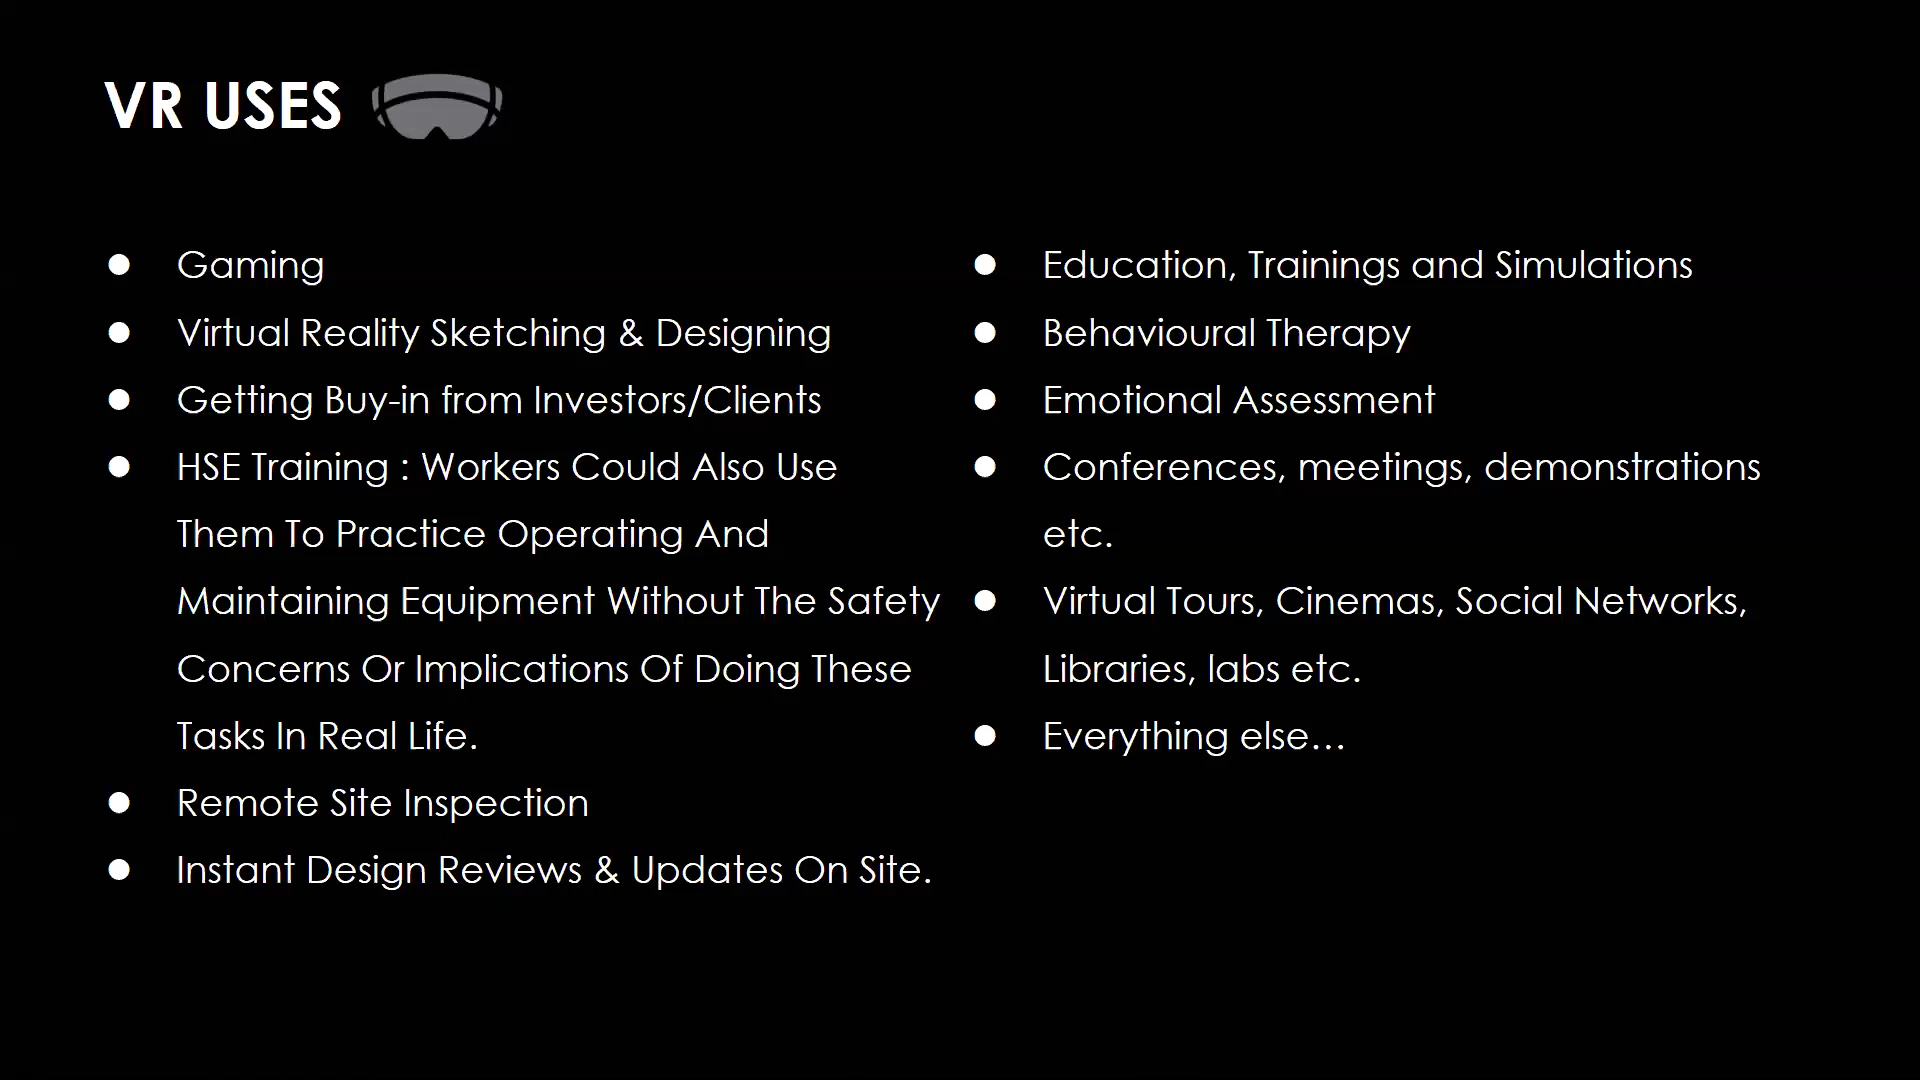 VR USES
● Gaming
● Virtual Reality Sketching & Designing
● Getting Buy-in from Investors/Clients
● HSE Training : Workers Could Also Use
Them To Practice Operating And
Maintaining Equipment Without The Safety
Concerns Or Implications Of Doing These
Tasks In Real Life.
● Remote Site Inspection
● Instant Design Reviews & Updates On Site.
● Education, Trainings and Simulations
● Behavioural Therapy
● Emotional Assessment
● Conferences, meetings, demonstrations
etc.
● Virtual Tours, Cinemas, Social Networks,
Libraries, labs etc.
● Everything else…